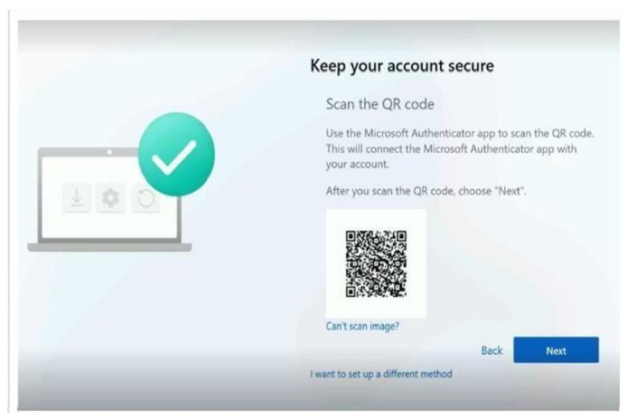 Keep your account secure
Scan the QR code
Use the Microsoft Authenticator app to scan the QR code.
This will connect the Microsoft Authenticator app with
your account.
After you scan the QR code, choose "Next".
Can't scan image?
Back
Next
I want to set up a different method